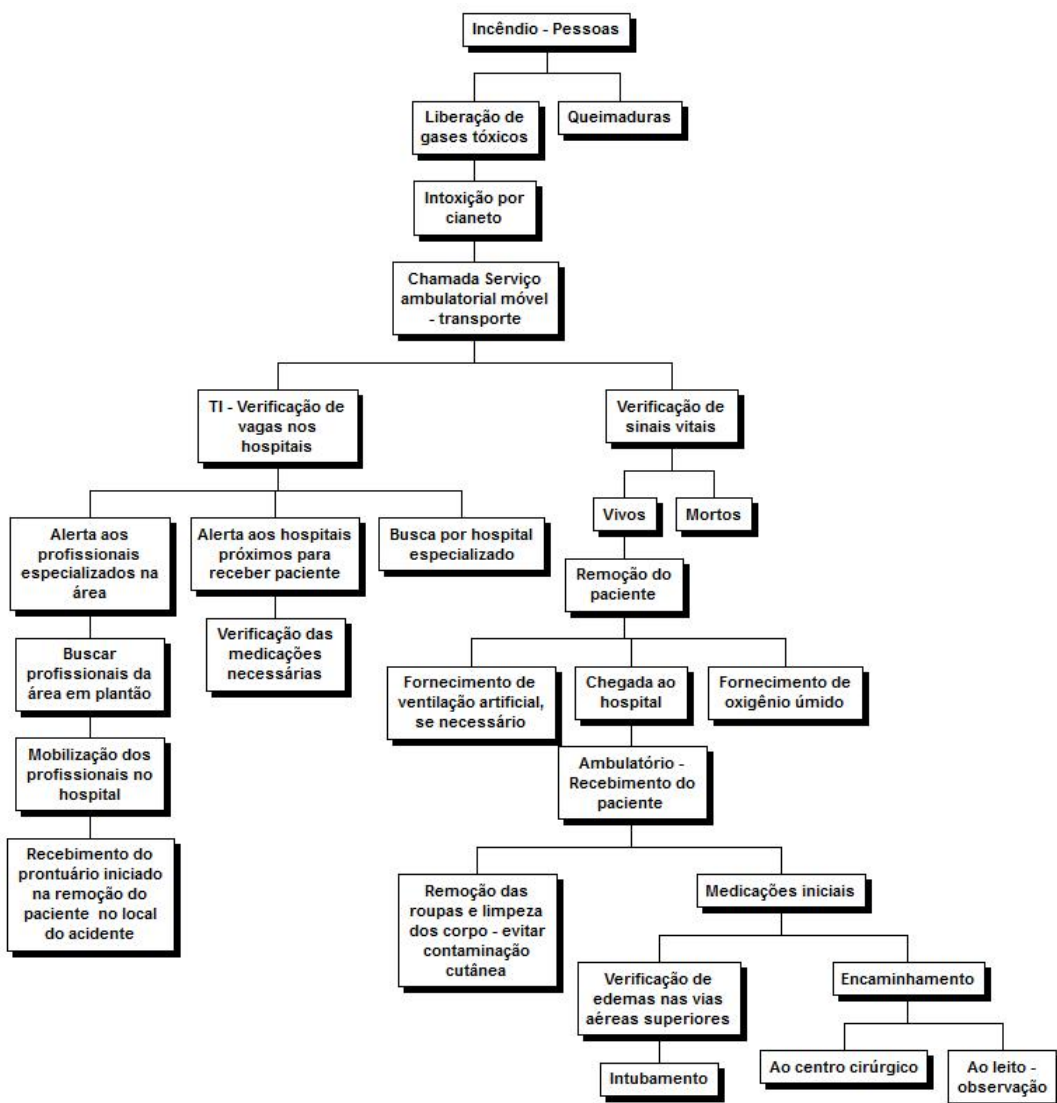 Incêndio - Pessoas
Liberação de
gases tóxicos
Queimaduras
Intoxição por
cianeto
Chamada Serviço
ambulatorial móvel
- transporte
TI - Verificação de
vagas nos
hospitais
Verificação de
sinais vitais
Alerta aos
profissionais
especializados na
área
Alerta aos hospitais
próximos para
receber paciente
Busca por hospital
especializado
Vivos
Mortos
Remoção do
paciente
Buscar
profissionais da
área em plantão
Verificação das
medicações
necessárias
Fornecimento de
ventilação artificial,
se necessário
Chegada ao
hospital
Fornecimento de
oxigênio úmido
Mobilização dos
profissionais no
hospital
Ambulatório -
Recebimento do
paciente
Recebimento do
prontuário iniciado
na remoção do
paciente no local
do acidente
Remoção das
roupas e limpeza
dos corpo - evitar
contaminação
cutânea
Medicações iniciais
Verificação de
edemas nas vias
aéreas superiores
Encaminhamento
Intubamento
Ao centro cirúrgico
Ao leito -
observação